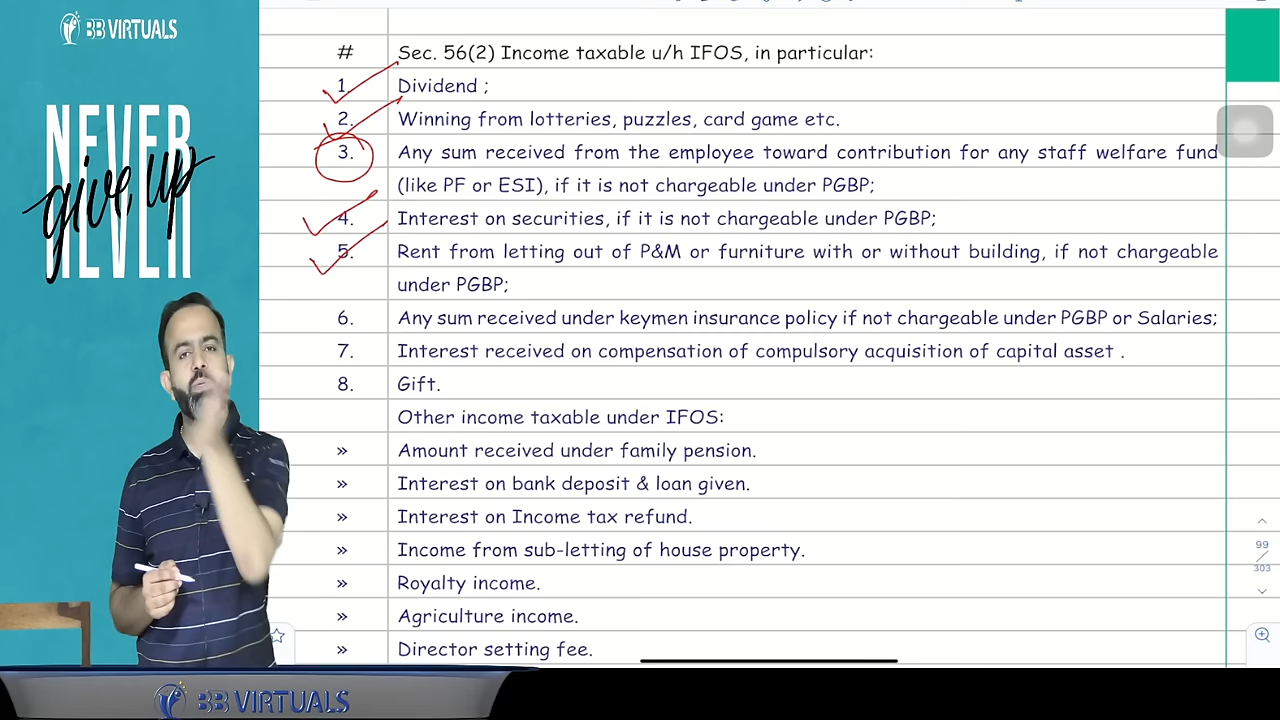 BB VIRTUALS
NEVER
give up
NEVER
# Sec. 56(2) Income taxable u/h IFOS, in particular:
1. Dividend ;
2. Winning from lotteries, puzzles, card game etc.
3. Any sum received from the employee toward contribution for any staff welfare fund
(like PF or ESI), if it is not chargeable under PGBP;
4. Interest on securities, if it is not chargeable under PGBP;
5. Rent from letting out of P&M or furniture with or without building, if not chargeable
under PGBP;
6. Any sum received under keymen insurance policy if not chargeable under PGBP or Salaries;
7. Interest received on compensation of compulsory acquisition of capital asset .
8. Gift.
Other income taxable under IFOS:
» Amount received under family pension.
» Interest on bank deposit & loan given.
» Interest on Income tax refund.
» Income from sub-letting of house property.
» Royalty income.
» Agriculture income.
» Director setting fee.
99
303
BB VIRTUALS